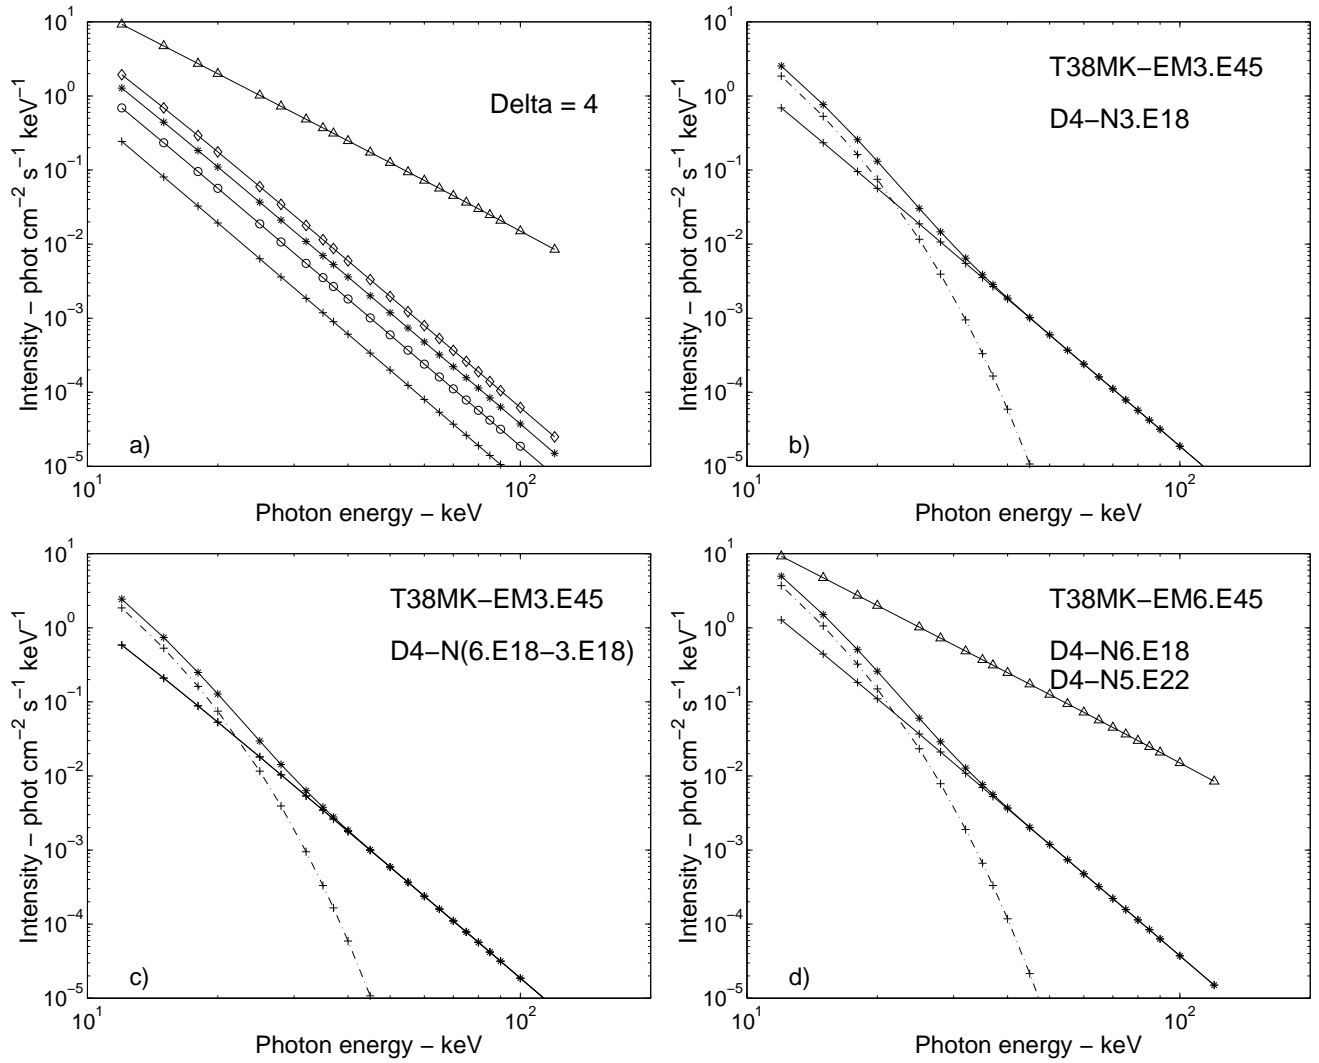 10^1
10^0
10^−1
10^−2
10^−3
10^−4
10^−5
Intensity − phot cm^−2 s^−1 keV^−1
Delta = 4
a)
10^1
10^2
Photon energy − keV
10^1
10^0
10^−1
10^−2
10^−3
10^−4
10^−5
Intensity − phot cm^−2 s^−1 keV^−1
T38MK−EM3.E45
D4−N3.E18
b)
10^1
10^2
Photon energy − keV
10^1
10^0
10^−1
10^−2
10^−3
10^−4
10^−5
Intensity − phot cm^−2 s^−1 keV^−1
T38MK−EM3.E45
D4−N(6.E18−3.E18)
c)
10^1
10^2
Photon energy − keV
10^1
10^0
10^−1
10^−2
10^−3
10^−4
10^−5
Intensity − phot cm^−2 s^−1 keV^−1
T38MK−EM6.E45
D4−N6.E18
D4−N5.E22
d)
10^1
10^2
Photon energy − keV